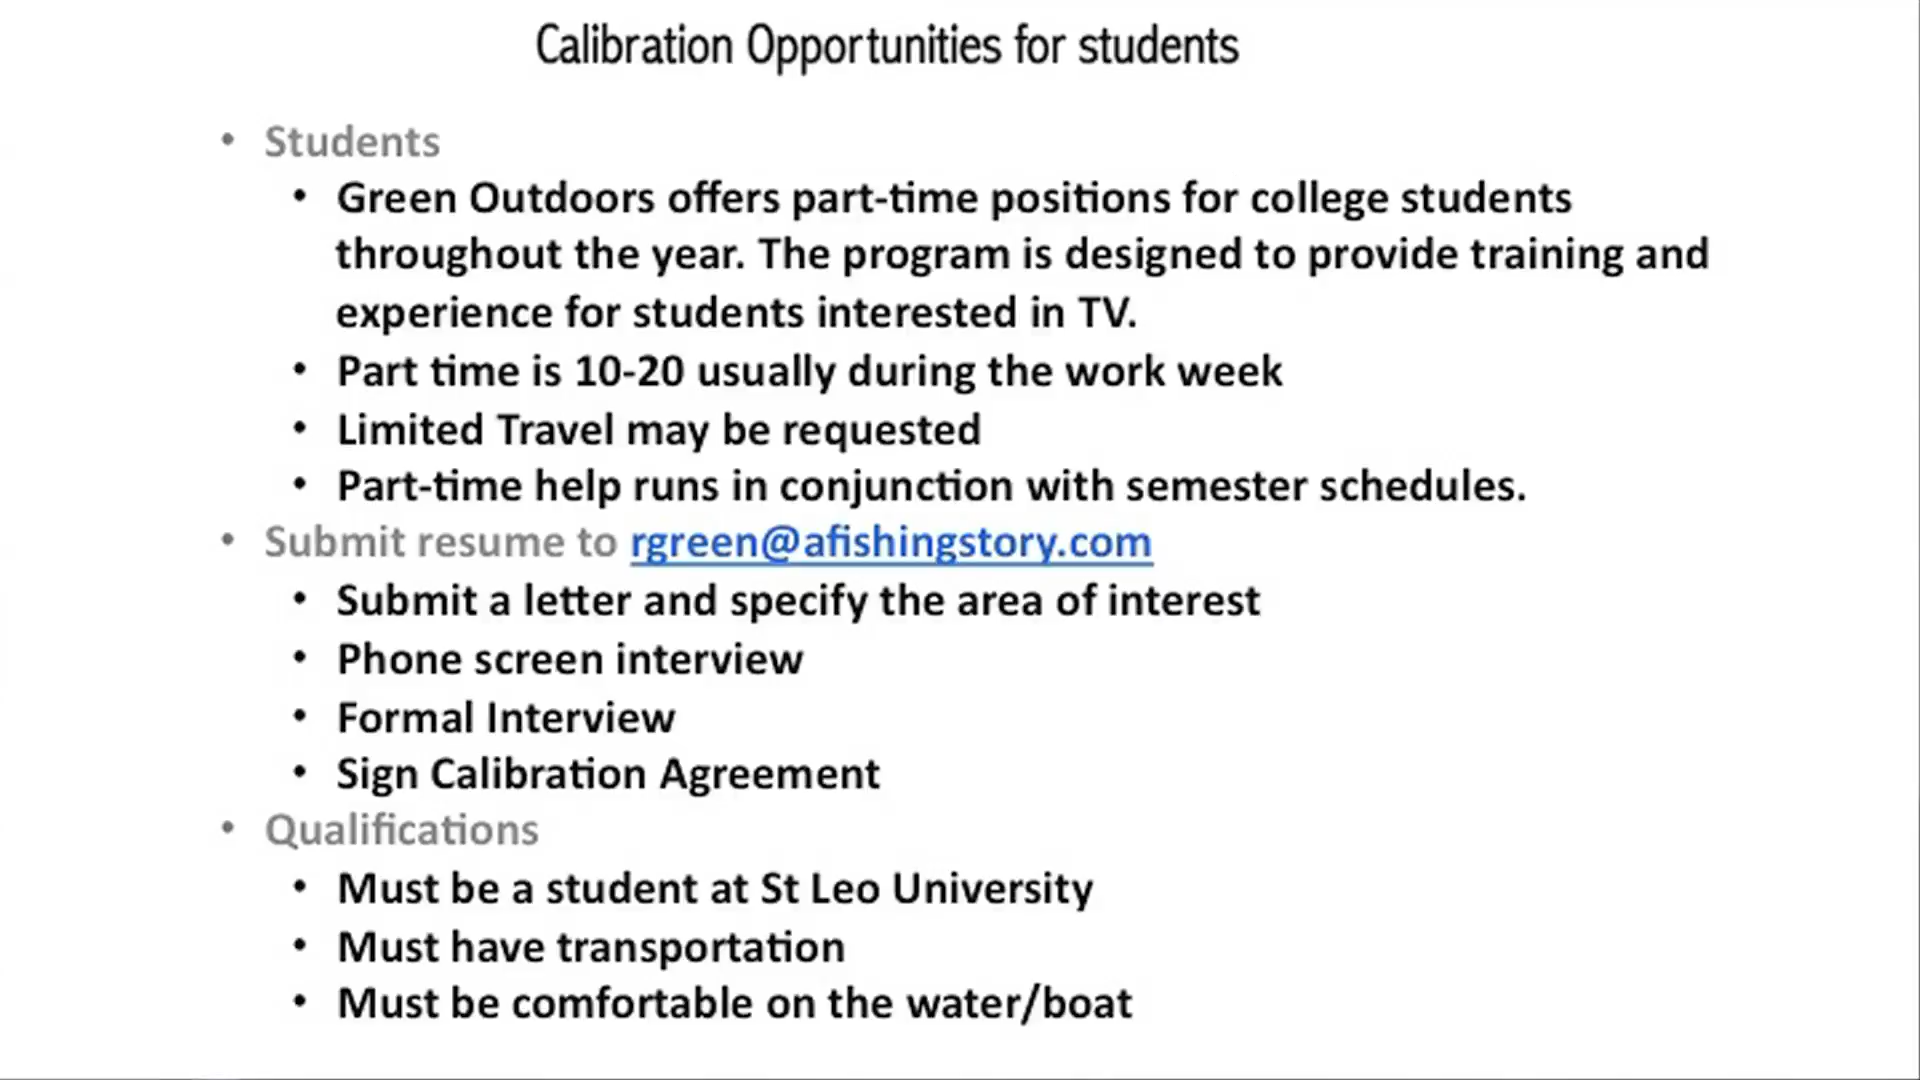 Calibration Opportunities for students
• Students
• Green Outdoors offers part-time positions for college students
throughout the year. The program is designed to provide training and
experience for students interested in TV.
• Part time is 10-20 usually during the work week
• Limited Travel may be requested
• Part-time help runs in conjunction with semester schedules.
• Submit resume to rgreen@afishingstory.com
• Submit a letter and specify the area of interest
• Phone screen interview
• Formal Interview
• Sign Calibration Agreement
• Qualifications
• Must be a student at St Leo University
• Must have transportation
• Must be comfortable on the water/boat